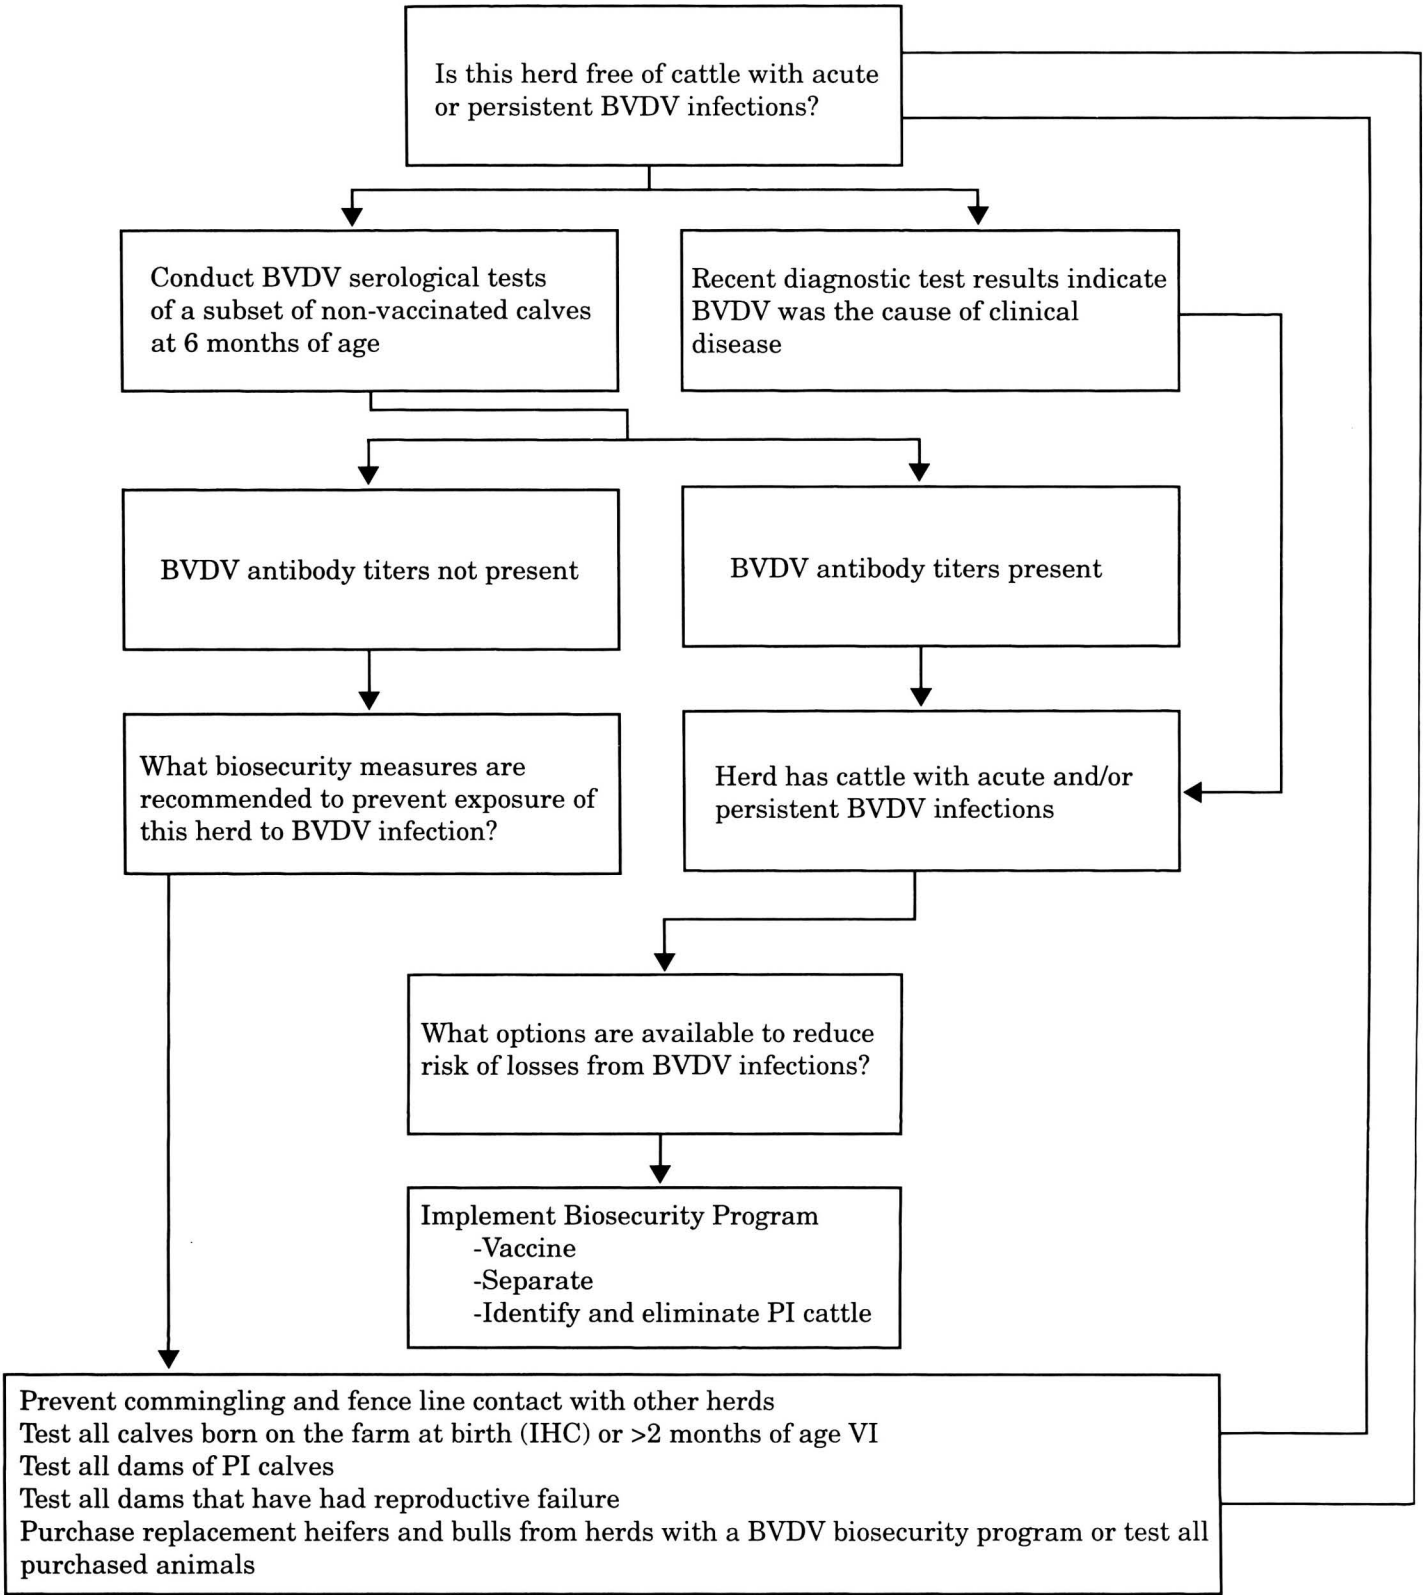 Is this herd free of cattle with acute
or persistent BVDV infections?
Conduct BVDV serological tests
of a subset of non-vaccinated calves
at 6 months of age
Recent diagnostic test results indicate
BVDV was the cause of clinical
disease
BVDV antibody titers not present
BVDV antibody titers present
What biosecurity measures are
recommended to prevent exposure of
this herd to BVDV infection?
Herd has cattle with acute and/or
persistent BVDV infections
What options are available to reduce
risk of losses from BVDV infections?
Implement Biosecurity Program
-Vaccine
-Separate
-Identify and eliminate PI cattle
Prevent commingling and fence line contact with other herds
Test all calves born on the farm at birth (IHC) or >2 months of age VI
Test all dams of PI calves
Test all dams that have had reproductive failure
Purchase replacement heifers and bulls from herds with a BVDV biosecurity program or test all
purchased animals